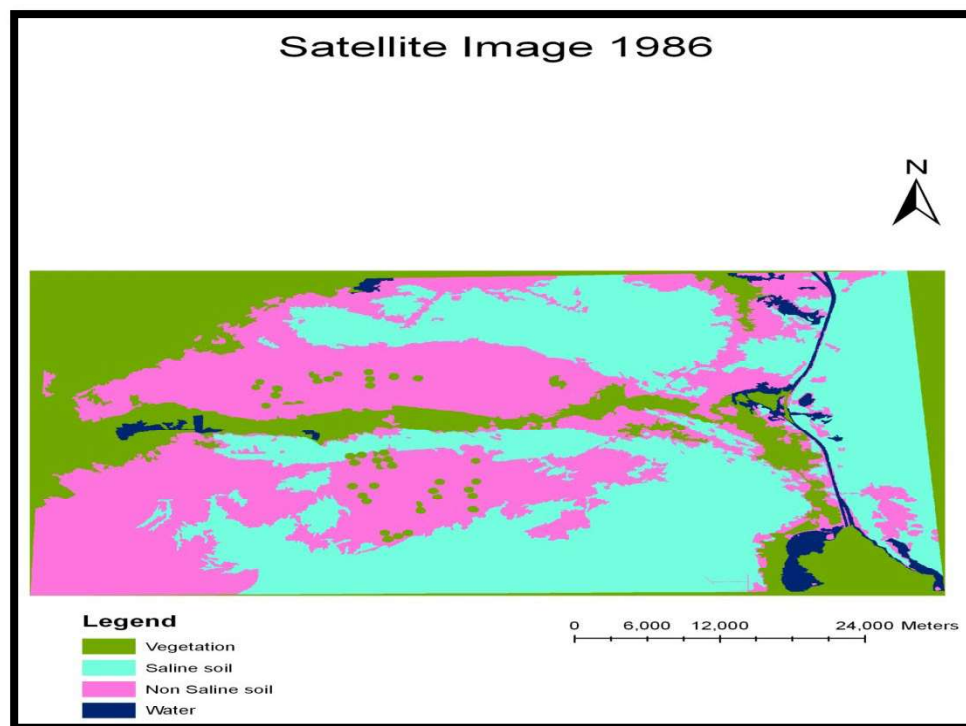 Satellite Image 1986
N
Legend
Vegetation
Saline soil
Non Saline soil
Water
0 6,000 12,000 24,000 Meters